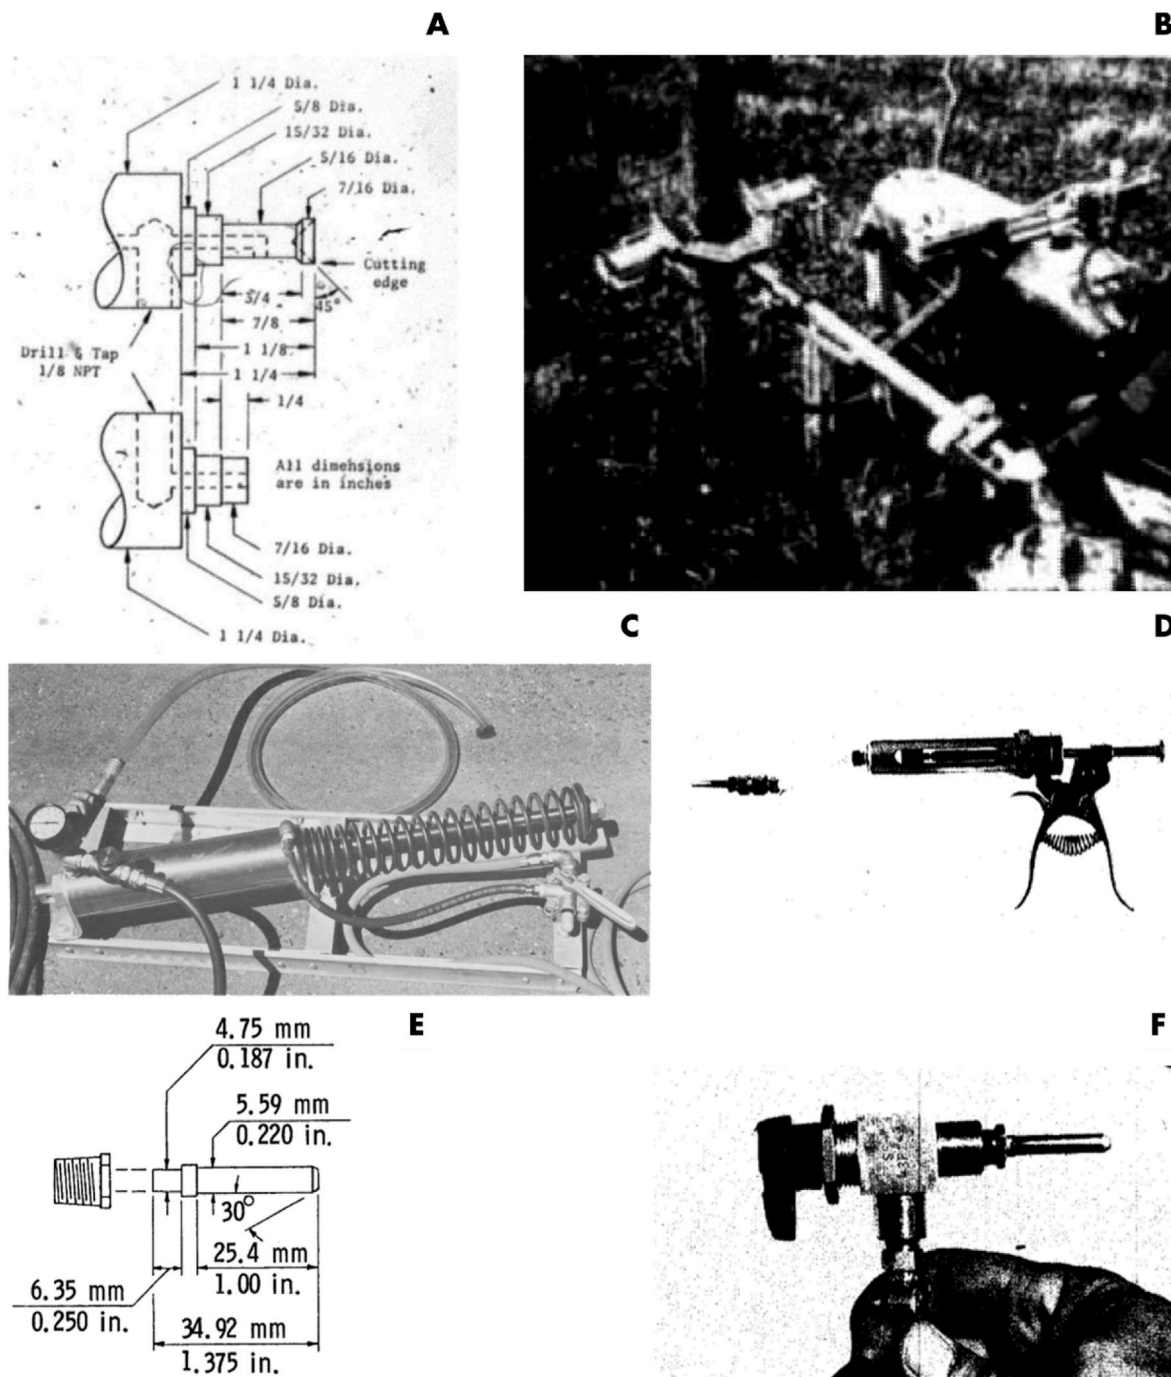 A
B
1 1/4 Dia.
5/8 Dia.
15/32 Dia.
5/16 Dia.
7/16 Dia.
Cutting
edge
3/4
45°
7/8
1 1/8
1 1/4
1/4
Drill & Tap
1/8 NPT
All dimehsions
are in inches
7/16 Dia.
15/32 Dia.
5/8 Dia.
1 1/4 Dia.
C
D
E
F
4.75 mm
0.187 in.
5.59 mm
0.220 in.
30°
25.4 mm
1.00 in.
6.35 mm
0.250 in.
34.92 mm
1.375 in.